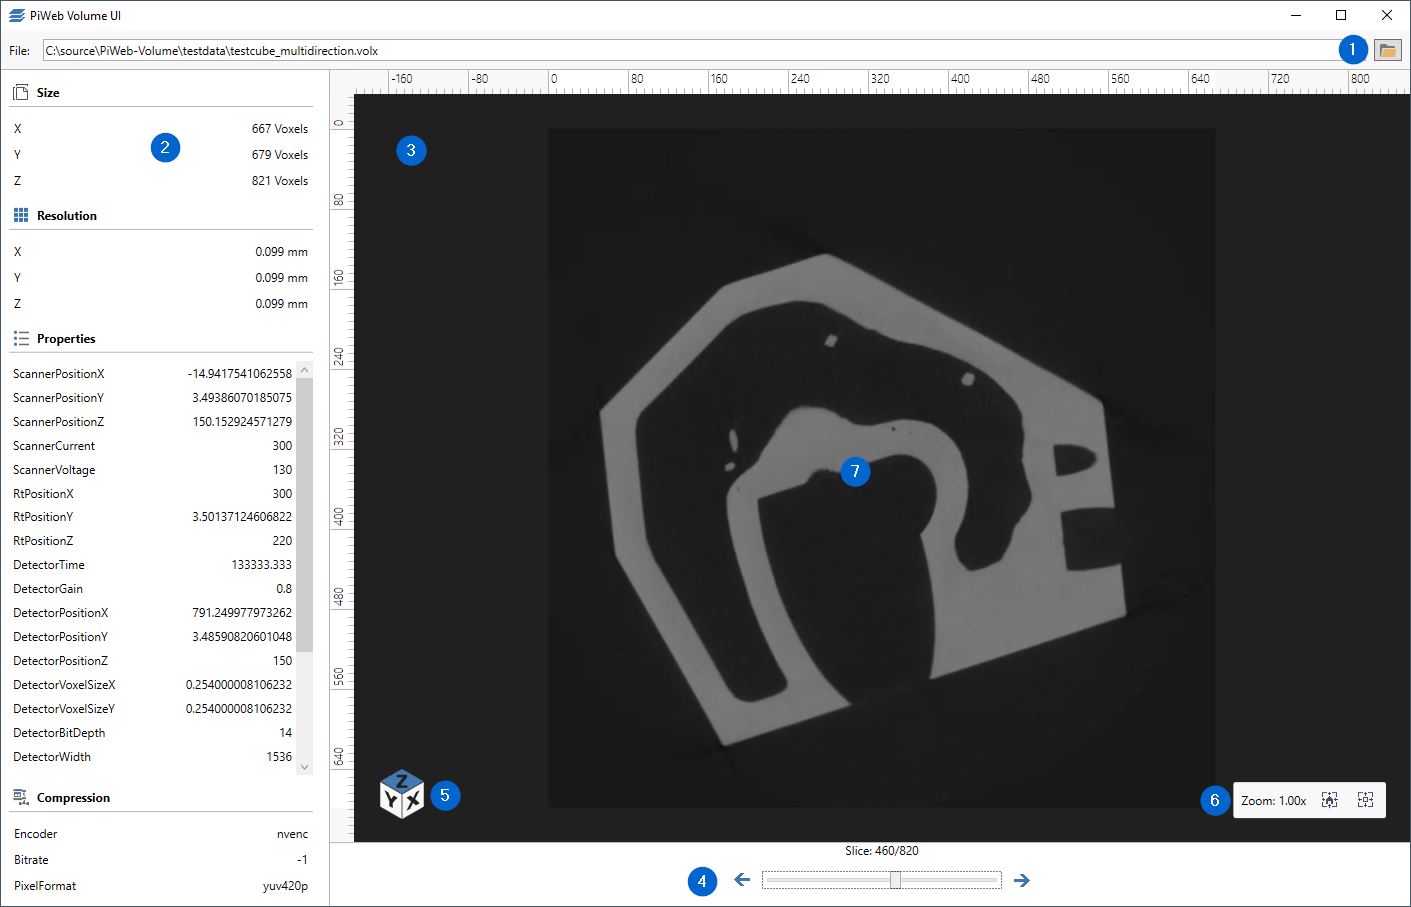 PiWeb Volume UI
File: C:\source\PiWeb-Volume\testdata\testcube_multidirection.volx 1
-160 -80 0 80 160 240 320 400 480 560 640 720 800
Size
X 667 Voxels
Y 679 Voxels
Z 821 Voxels
2
Resolution
X 0.099 mm
Y 0.099 mm
Z 0.099 mm
Properties
ScannerPositionX -14.9417541062558
ScannerPositionY 3.49386070185075
ScannerPositionZ 150.152924571279
ScannerCurrent 300
ScannerVoltage 130
RtPositionX 300
RtPositionY 3.50137124606822
RtPositionZ 220
DetectorTime 133333.333
DetectorGain 0.8
DetectorPositionX 791.249977973262
DetectorPositionY 3.48590820601048
DetectorPositionZ 150
DetectorVoxelSizeX 0.254000008106232
DetectorVoxelSizeY 0.254000008106232
DetectorBitDepth 14
DetectorWidth 1536
Compression
Encoder nvenc
Bitrate -1
PixelFormat yuv420p
0
80
160
240
320
400
480
560
640
3
7
Z
Y X
5
6 Zoom: 1.00x
Slice: 460/820
4